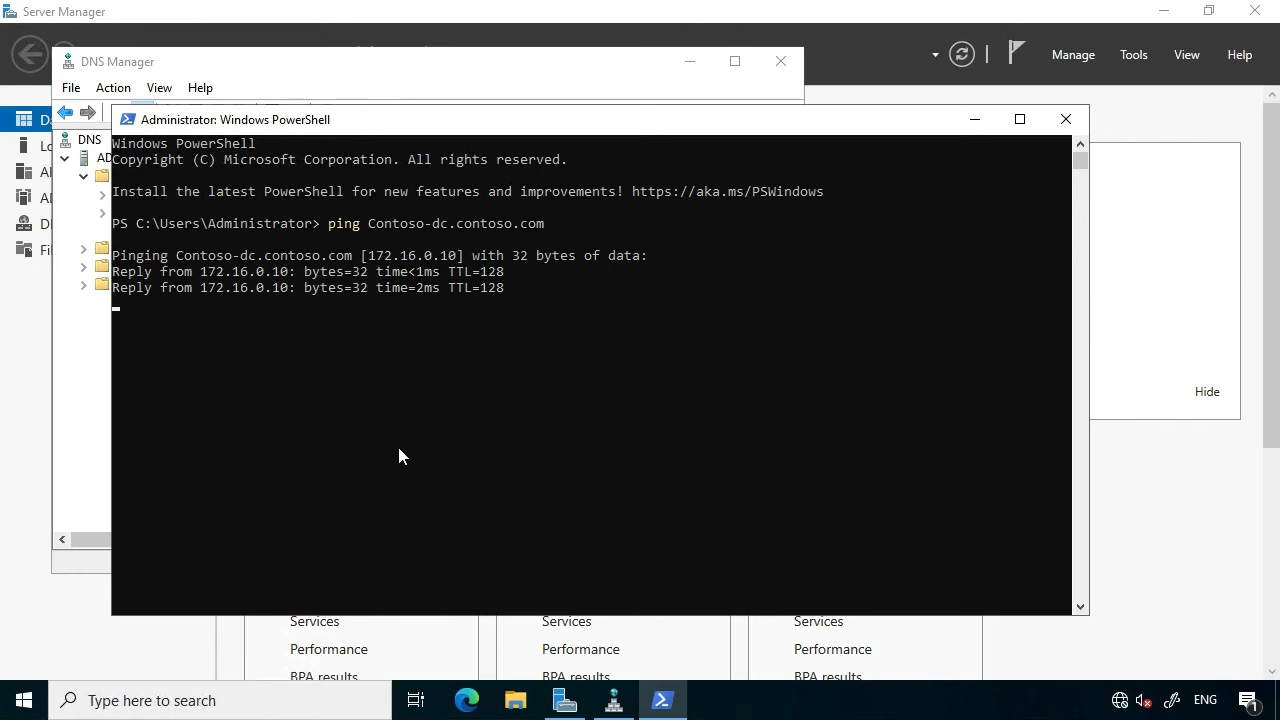 Server Manager
DNS Manager
Manage
Tools
View
Help
File
Action
View
Help
Administrator: Windows PowerShell
DNS
Windows PowerShell
Copyright (C) Microsoft Corporation. All rights reserved.
Install the latest PowerShell for new features and improvements! https://aka.ms/PSWindows
PS C:\Users\Administrator> ping Contoso-dc.contoso.com
Pinging Contoso-dc.contoso.com [172.16.0.10] with 32 bytes of data:
Reply from 172.16.0.10: bytes=32 time<1ms TTL=128
Reply from 172.16.0.10: bytes=32 time=2ms TTL=128
Hide
Services
Services
Services
Performance
Performance
Performance
BPA results
BPA results
BPA results
Type here to search
ENG
1